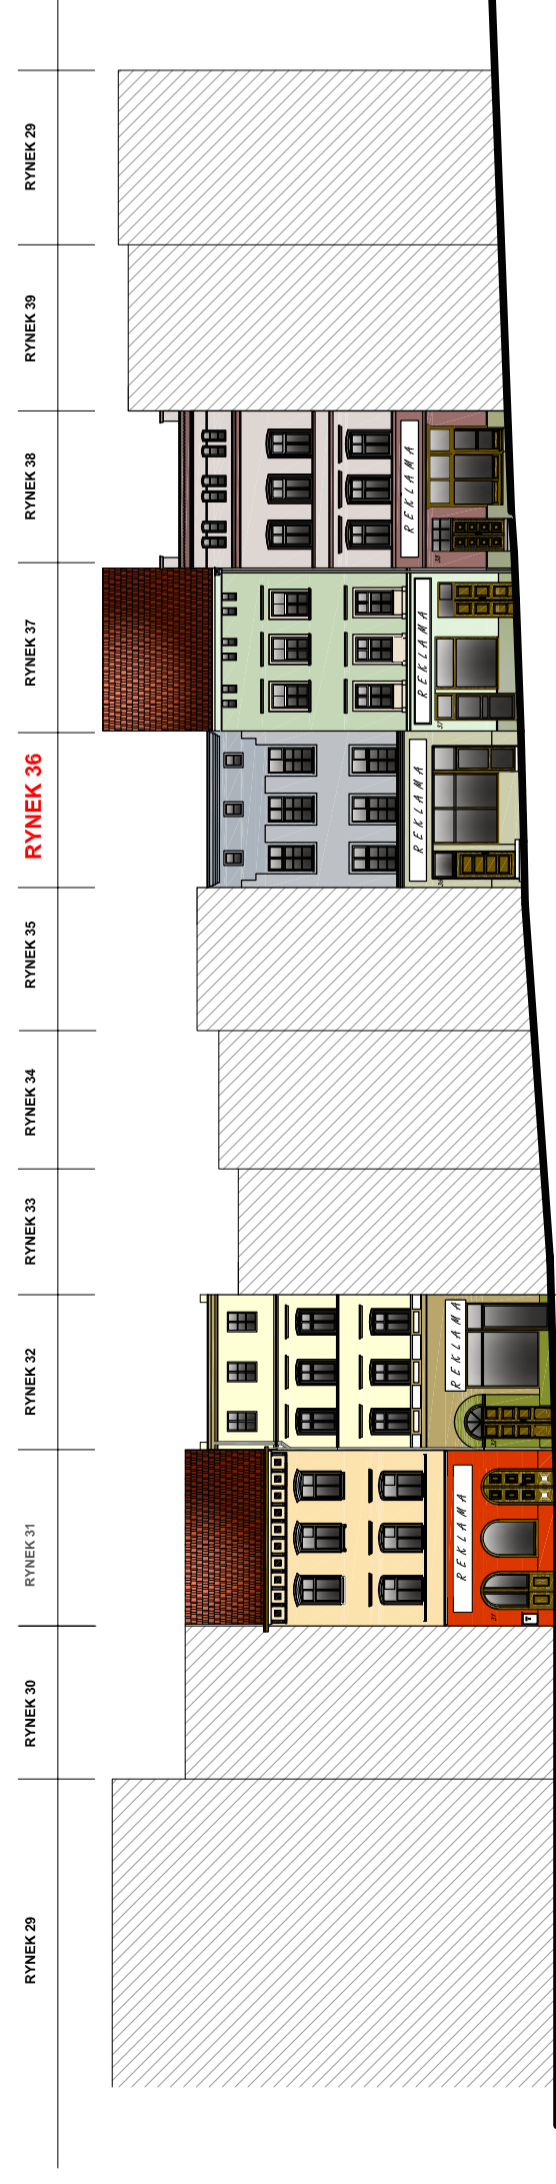 RYNEK 29
RYNEK 30
RYNEK 31
RYNEK 32
RYNEK 33
RYNEK 34
RYNEK 35
RYNEK 36
RYNEK 37
RYNEK 38
RYNEK 39
RYNEK 29
REKLAMA
REKLAMA
REKLAMA
REKLAMA
REKLAMA
38